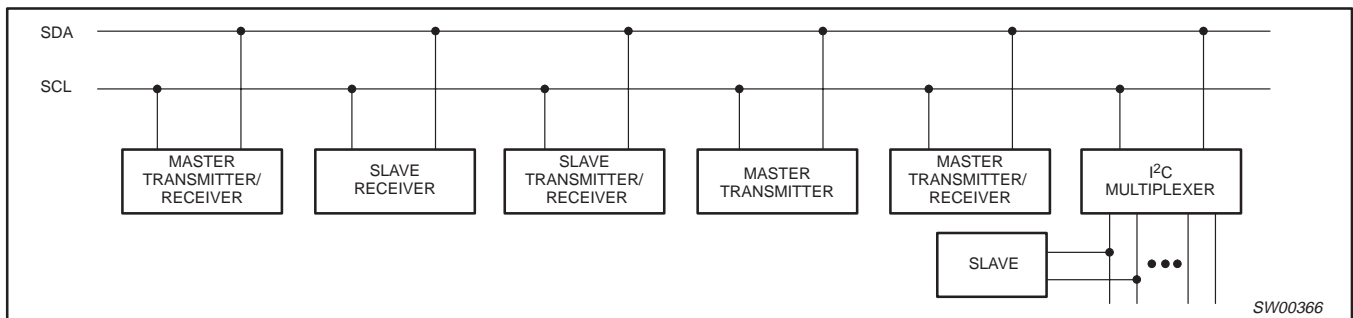 SDA
SCL
MASTER
TRANSMITTER/
RECEIVER
SLAVE
RECEIVER
SLAVE
TRANSMITTER/
RECEIVER
MASTER
TRANSMITTER
MASTER
TRANSMITTER/
RECEIVER
I²C
MULTIPLEXER
SLAVE
SW00366